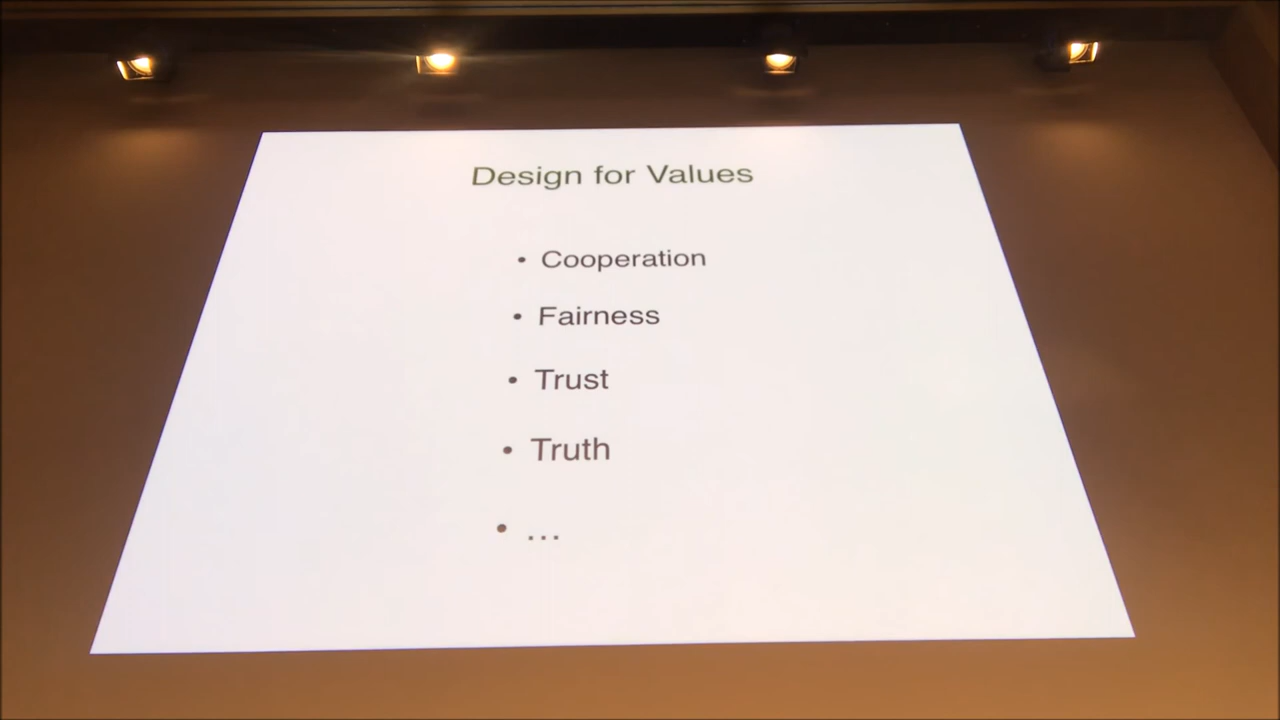 Design for Values
• Cooperation
• Fairness
• Trust
• Truth
• ...